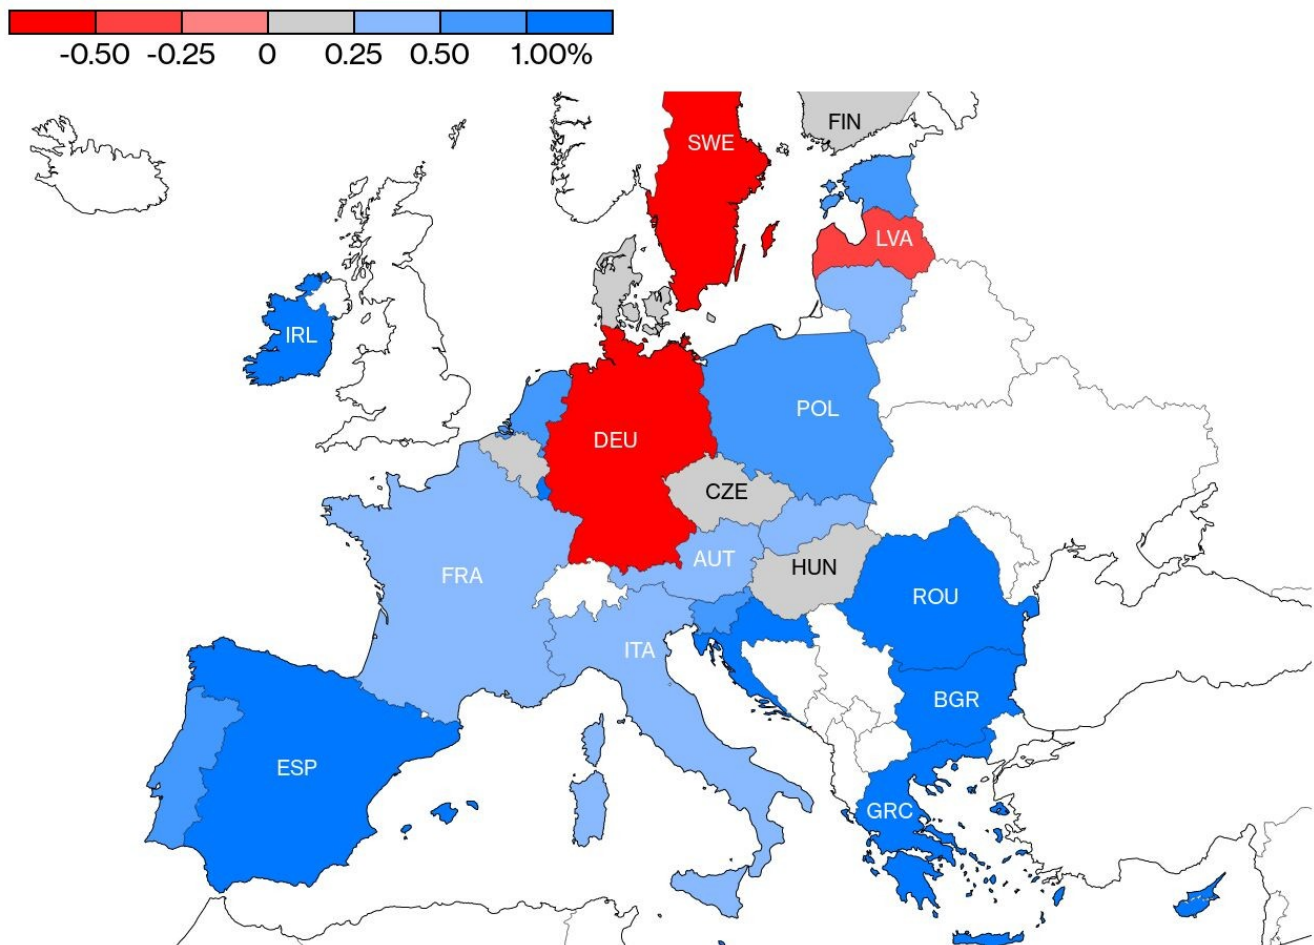 -0.50 -0.25 0 0.25 0.50 1.00%
FIN
SWE
LVA
IRL
POL
DEU
CZE
AUT
HUN
FRA
ROU
ITA
BGR
ESP
GRC